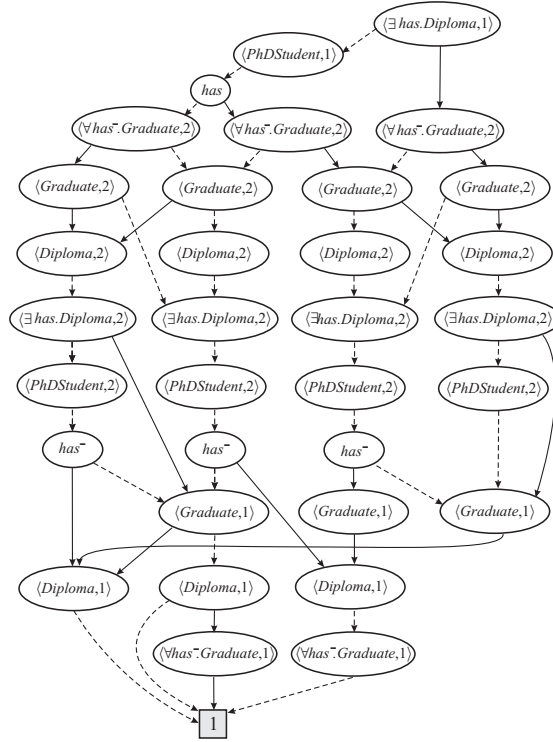 ⟨∃ has.Diploma,1⟩
⟨PhDStudent,1⟩
has
⟨∀has⁻.Graduate,2⟩ ⟨∀has⁻.Graduate,2⟩ ⟨∀has⁻.Graduate,2⟩
⟨Graduate,2⟩ ⟨Graduate,2⟩ ⟨Graduate,2⟩ ⟨Graduate,2⟩
⟨Diploma,2⟩ ⟨Diploma,2⟩ ⟨Diploma,2⟩ ⟨Diploma,2⟩
⟨∃ has.Diploma,2⟩ ⟨∃ has.Diploma,2⟩ ⟨∃has.Diploma,2⟩ ⟨∃ has.Diploma,2⟩
⟨PhDStudent,2⟩ ⟨PhDStudent,2⟩ ⟨PhDStudent,2⟩ ⟨PhDStudent,2⟩
has⁻ has⁻ has⁻
⟨Graduate,1⟩ ⟨Graduate,1⟩ ⟨Graduate,1⟩
⟨Diploma,1⟩ ⟨Diploma,1⟩ ⟨Diploma,1⟩
⟨∀has⁻.Graduate,1⟩ ⟨∀has⁻.Graduate,1⟩
1